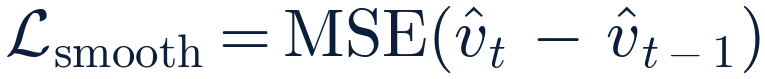 ℒ_smooth = MSE(v̂_t − v̂_{t−1})